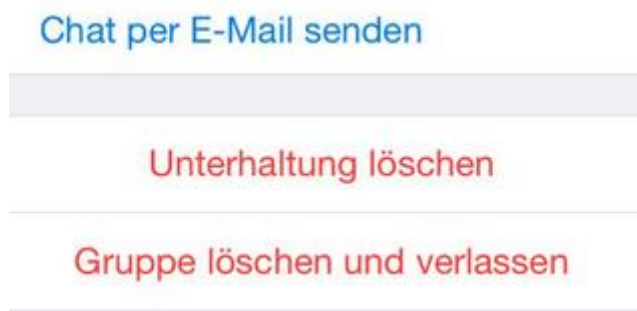 Chat per E-Mail senden
Unterhaltung löschen
Gruppe löschen und verlassen